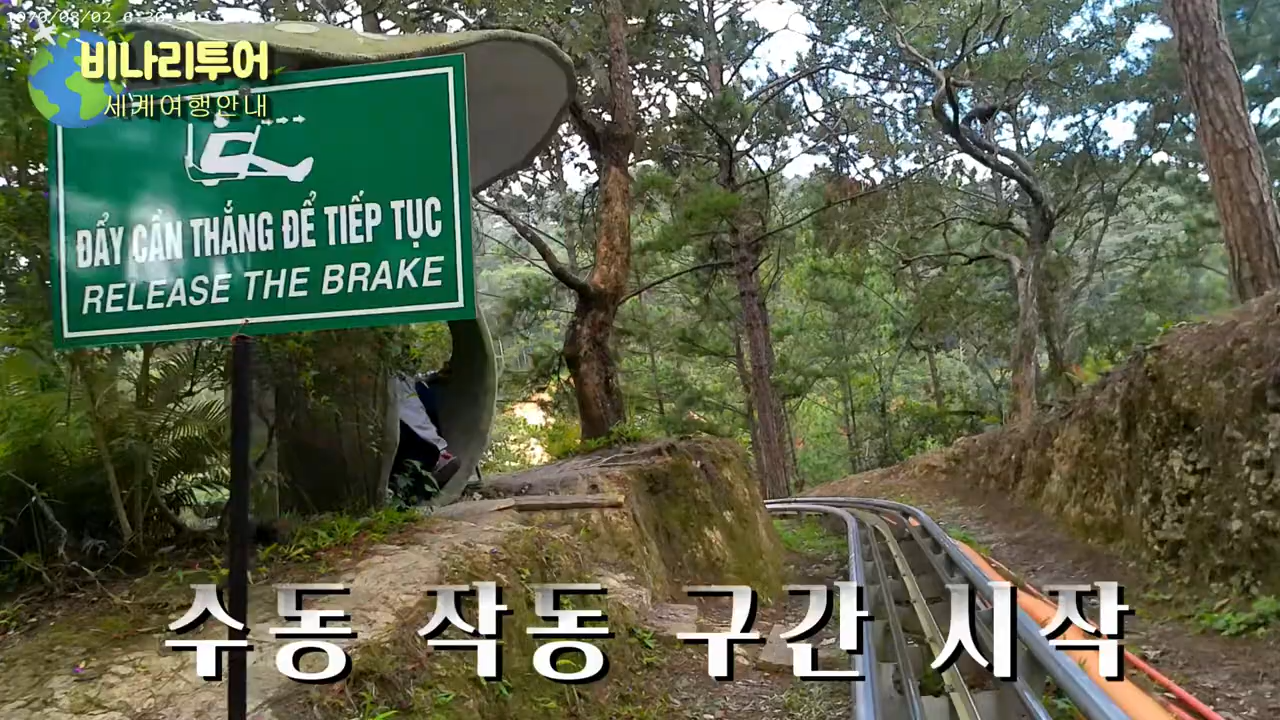 비나리투어
세계여행안내
ĐẨY CẦN THẮNG ĐỂ TIẾP TỤC
RELEASE THE BRAKE
수동 작동 구간 시작